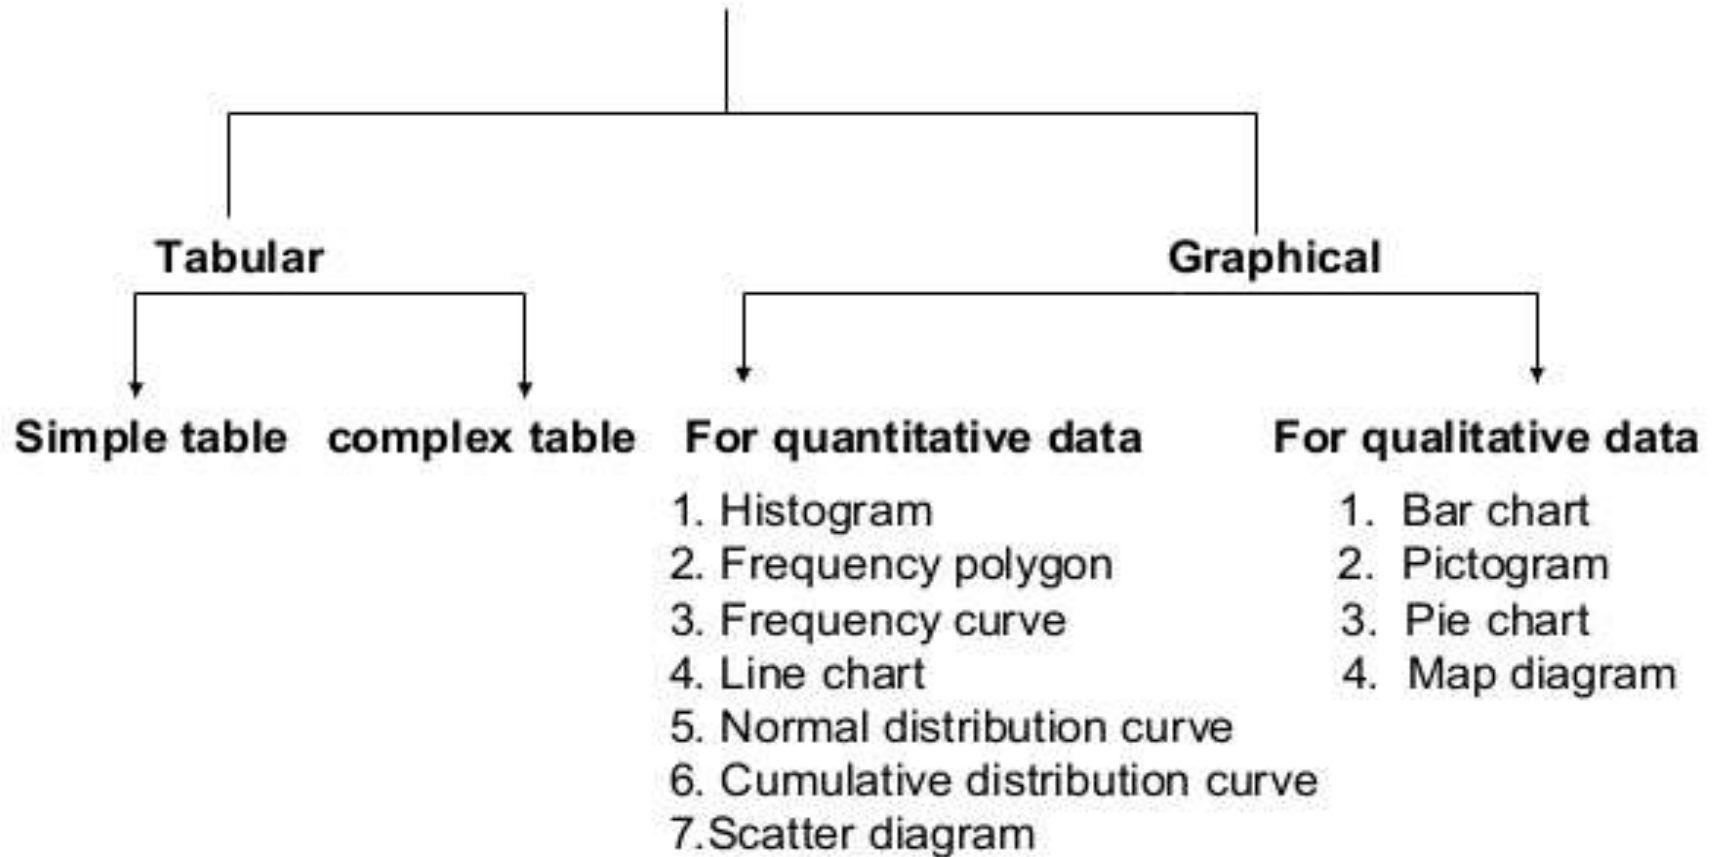 Tabular
Graphical
Simple table
complex table
For quantitative data
1. Histogram
2. Frequency polygon
3. Frequency curve
4. Line chart
5. Normal distribution curve
6. Cumulative distribution curve
7.Scatter diagram
For qualitative data
1. Bar chart
2. Pictogram
3. Pie chart
4. Map diagram